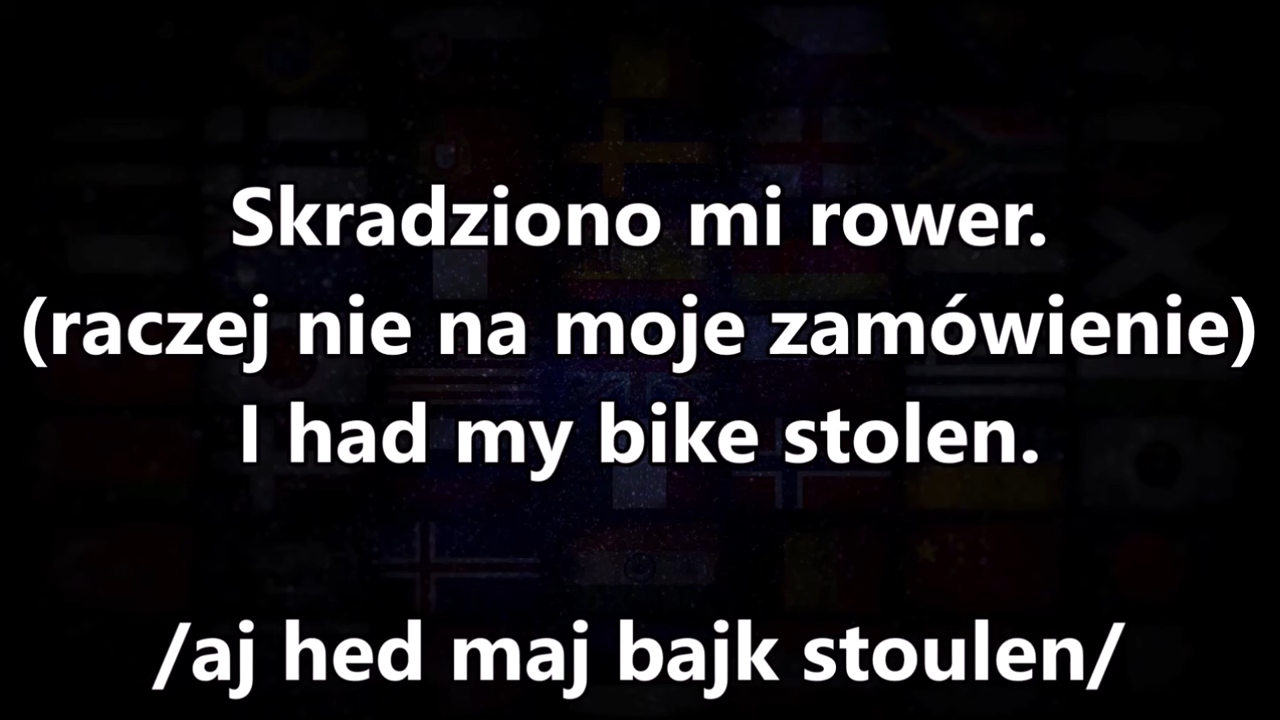 Skradziono mi rower.
(raczej nie na moje zamówienie)
I had my bike stolen.
/aj hed maj bajk stoulen/